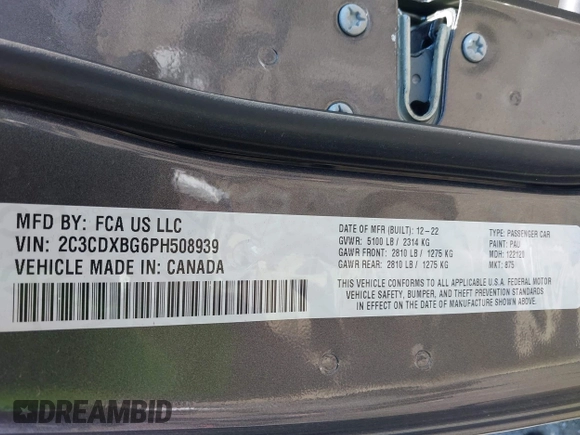 MFD BY: FCA US LLC
VIN: 2C3CDXBG6PH508939
VEHICLE MADE IN: CANADA
DATE OF MFR (BUILT): 12-22
GVWR: 5100 LB / 2314 KG
GAWR FRONT: 2810 LB / 1275 KG
GAWR REAR: 2810 LB / 1275 KG
TYPE: PASSENGER CAR
PAINT: PAU
MDH: 122120
MKT: 875
THIS VEHICLE CONFORMS TO ALL APPLICABLE U.S.A. FEDERAL MOTOR
VEHICLE SAFETY, BUMPER, AND THEFT PREVENTION STANDARDS
IN EFFECT ON THE DATE OF MANUFACTURE SHOWN ABOVE.
DREAMBID